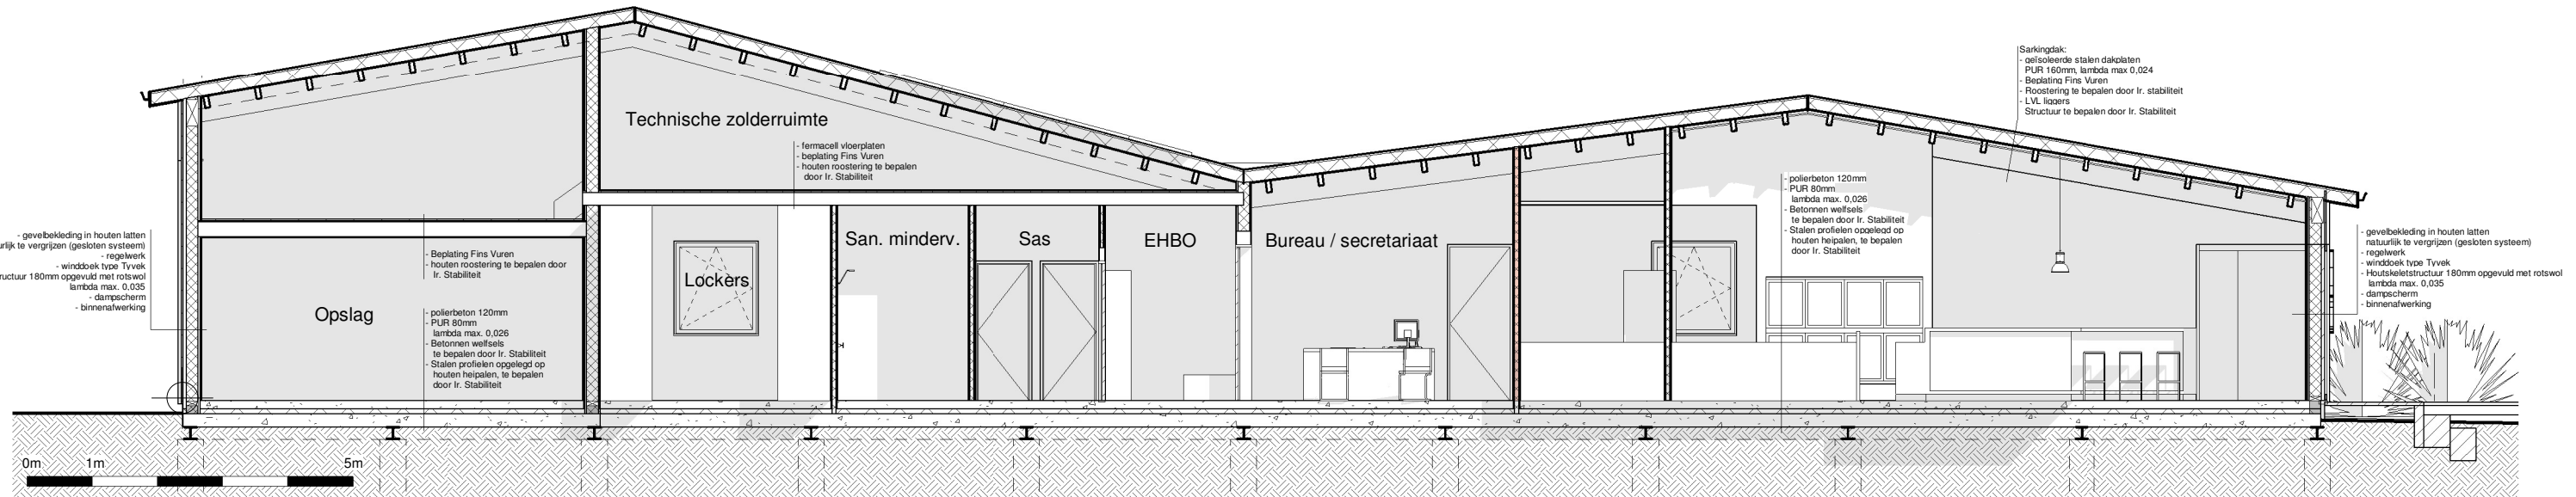 Sarkingdak:
- geïsoleerde stalen dakplaten
PUR 160mm, lambda max 0,024
- Beplating Fins Vuren
- Roostering te bepalen door Ir. stabiliteit
- LVL liggers
Structuur te bepalen door Ir. Stabiliteit
Technische zolderruimte
- fermacell vloerplaten
- beplating Fins Vuren
- houten roostering te bepalen
door Ir. Stabiliteit
- polierbeton 120mm
- PUR 80mm
lambda max. 0,026
- Betonnen welfsels
te bepalen door Ir. Stabiliteit
- Stalen profielen opgelegd op
houten heipalen, te bepalen
door Ir. Stabiliteit
- gevelbekleding in houten latten
urlijk te vergrijzen (gesloten systeem)
- regelwerk
- winddoek type Tyvek
ructuur 180mm opgevuld met rotswol
lambda max. 0,035
- dampscherm
- binnenafwerking
- Beplating Fins Vuren
- houten roostering te bepalen door
Ir. Stabiliteit
Opslag
- polierbeton 120mm
- PUR 80mm
lambda max. 0,026
- Betonnen welfsels
te bepalen door Ir. Stabiliteit
- Stalen profielen opgelegd op
houten heipalen, te bepalen
door Ir. Stabiliteit
Lockers
San. minderv.
Sas
EHBO
Bureau / secretariaat
- gevelbekleding in houten latten
natuurlijk te vergrijzen (gesloten systeem)
- regelwerk
- winddoek type Tyvek
- Houtskeletstructuur 180mm opgevuld met rotswol
lambda max. 0,035
- dampscherm
- binnenafwerking
0m 1m 5m